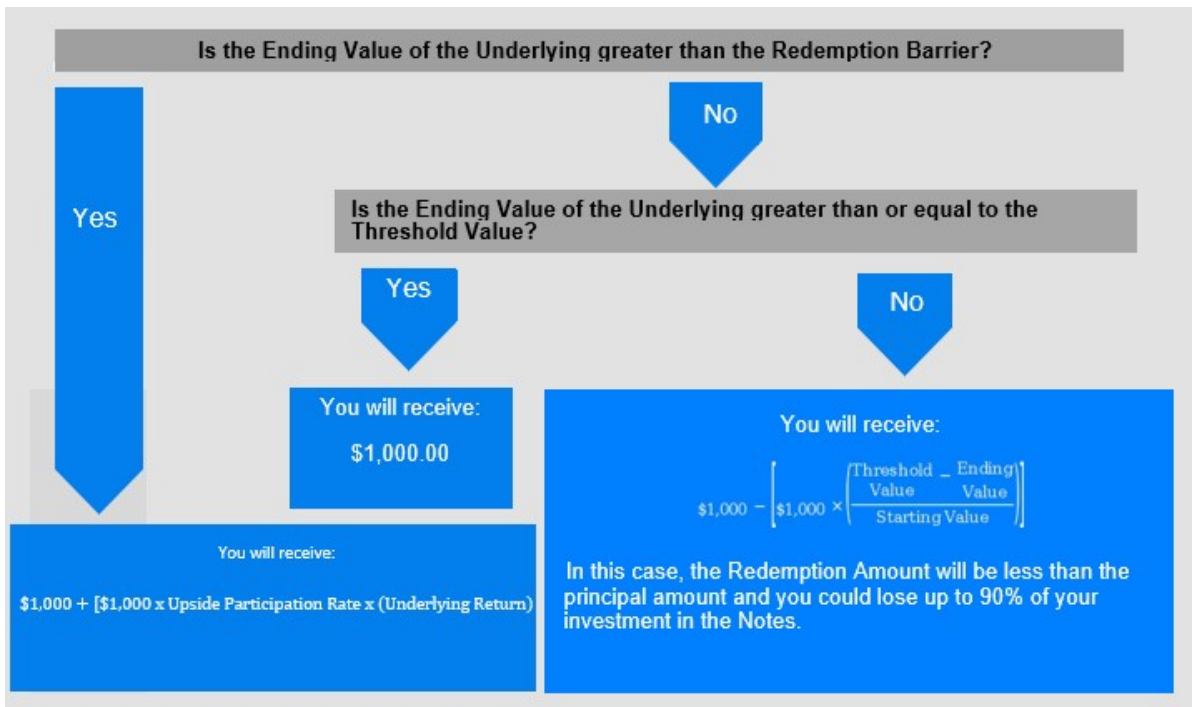 Is the Ending Value of the Underlying greater than the Redemption Barrier?
No
Yes
Is the Ending Value of the Underlying greater than or equal to the
Threshold Value?
Yes
No
You will receive:
$1,000.00
You will receive:
$1,000 − [$1,000 × (Threshold Value − Ending Value / Starting Value)]
In this case, the Redemption Amount will be less than the
principal amount and you could lose up to 90% of your
investment in the Notes.
You will receive:
$1,000 + [$1,000 x Upside Participation Rate x (Underlying Return)